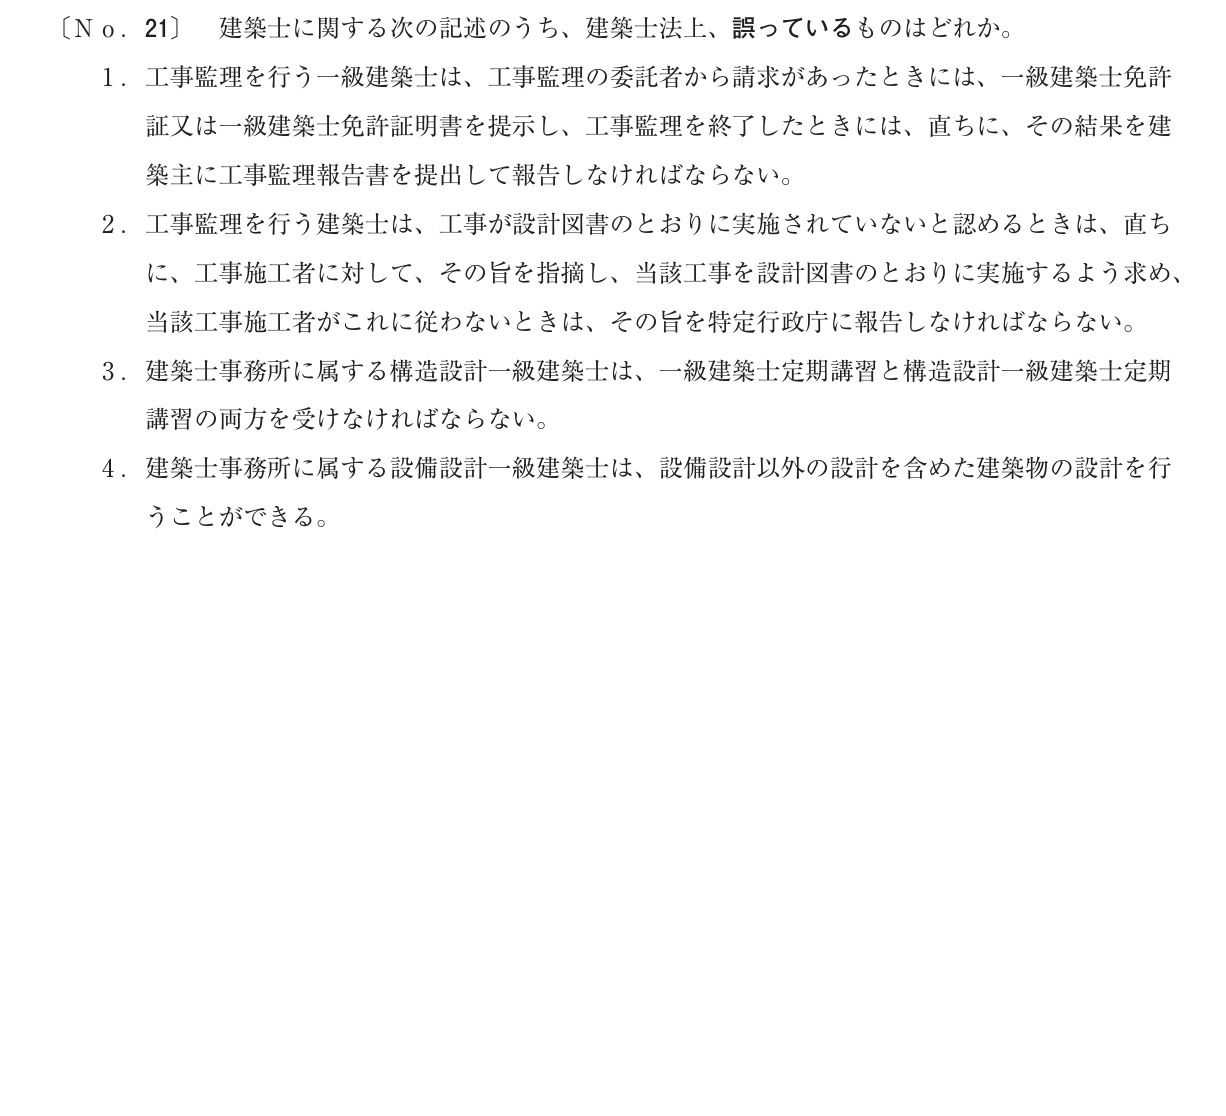 〔Ｎｏ．21〕　建築士に関する次の記述のうち、建築士法上、誤っているものはどれか。
１．工事監理を行う一級建築士は、工事監理の委託者から請求があったときには、一級建築士免許
証又は一級建築士免許証明書を提示し、工事監理を終了したときには、直ちに、その結果を建
築主に工事監理報告書を提出して報告しなければならない。
２．工事監理を行う建築士は、工事が設計図書のとおりに実施されていないと認めるときは、直ち
に、工事施工者に対して、その旨を指摘し、当該工事を設計図書のとおりに実施するよう求め、
当該工事施工者がこれに従わないときは、その旨を特定行政庁に報告しなければならない。
３．建築士事務所に属する構造設計一級建築士は、一級建築士定期講習と構造設計一級建築士定期
講習の両方を受けなければならない。
４．建築士事務所に属する設備設計一級建築士は、設備設計以外の設計を含めた建築物の設計を行
うことができる。